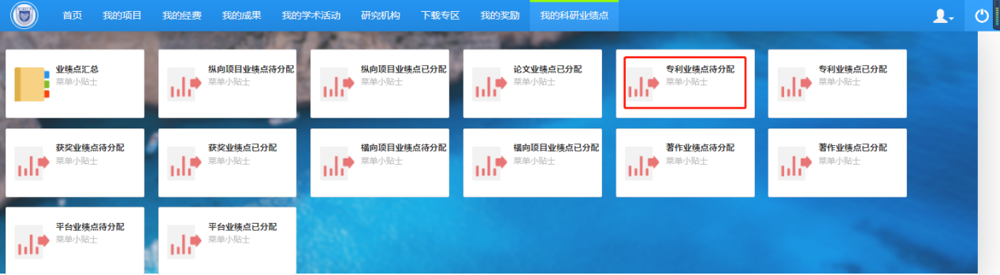 首页 我的项目 我的经费 我的成果 我的学术活动 研究机构 下载专区 我的奖励 我的科研业绩点
业绩点汇总 纵向项目业绩点待分配 纵向项目业绩点已分配 论文业绩点已分配 专利业绩点待分配 专利业绩点已分配
菜单小贴士 菜单小贴士 菜单小贴士 菜单小贴士 菜单小贴士 菜单小贴士
获奖业绩点待分配 获奖业绩点已分配 横向项目业绩点待分配 横向项目业绩点已分配 著作业绩点待分配 著作业绩点已分配
菜单小贴士 菜单小贴士 菜单小贴士 菜单小贴士 菜单小贴士 菜单小贴士
平台业绩点待分配 平台业绩点已分配
菜单小贴士 菜单小贴士